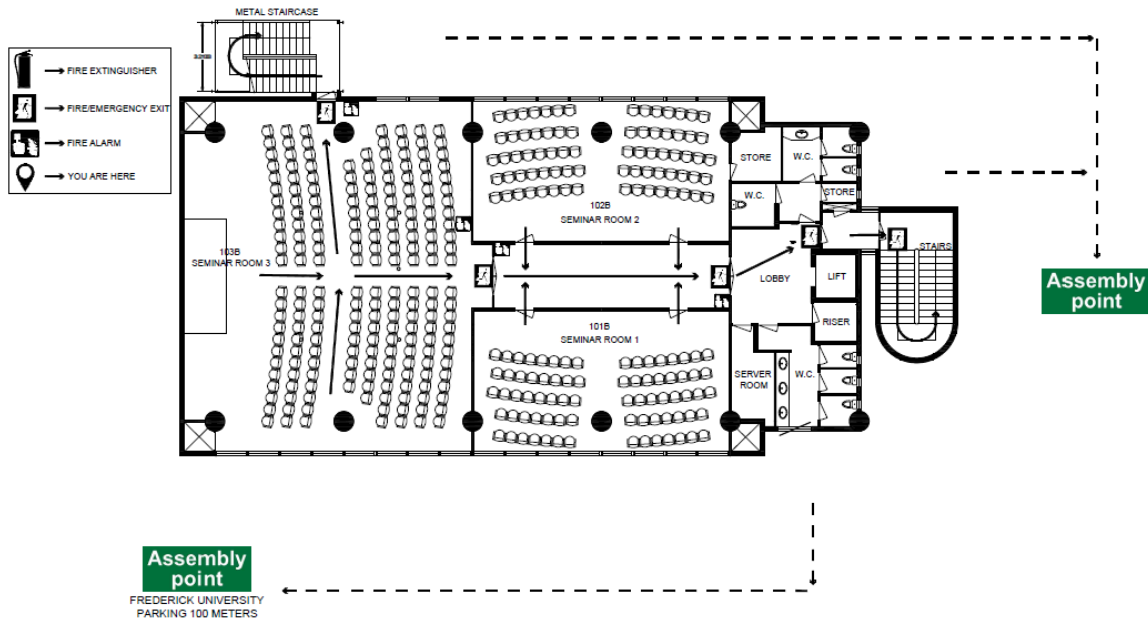 METAL STAIRCASE
FIRE EXTINGUISHER
FIRE/EMERGENCY EXIT
FIRE ALARM
YOU ARE HERE
103B
SEMINAR ROOM 3
102B
SEMINAR ROOM 2
101B
SEMINAR ROOM 1
STORE
W.C.
W.C.
STORE
LOBBY
LIFT
STAIRS
RISER
SERVER
ROOM
W.C.
Assembly
point
Assembly
point
FREDERICK UNIVERSITY
PARKING 100 METERS